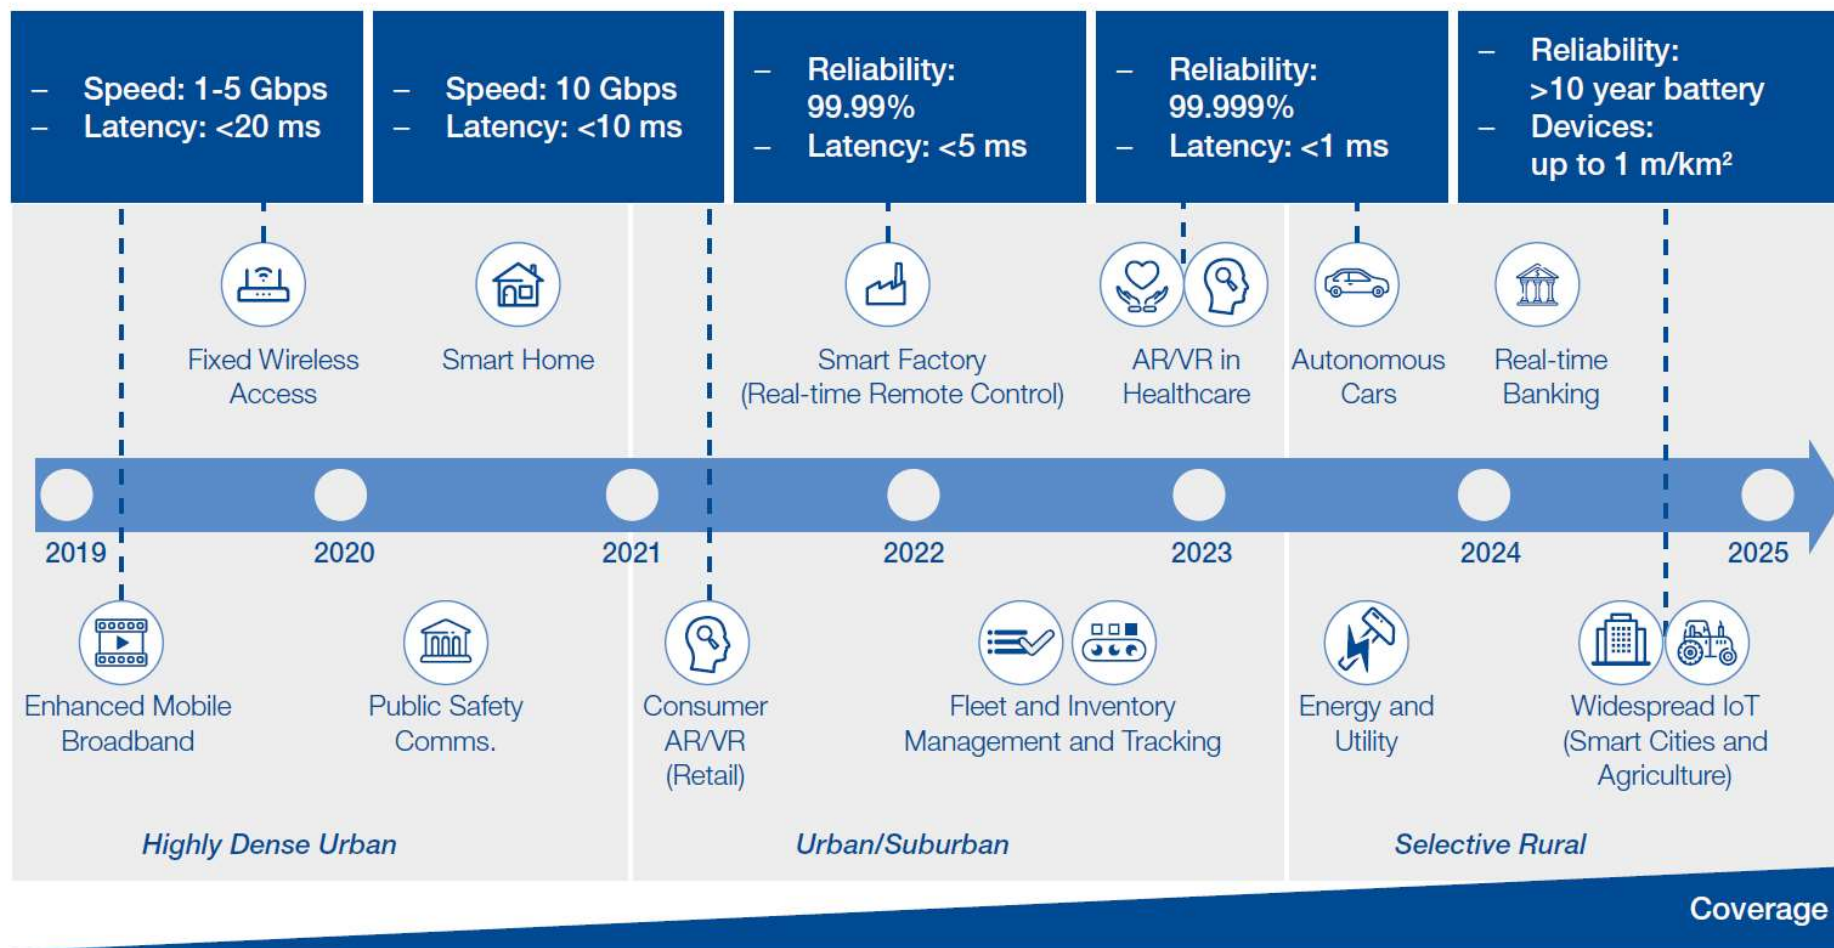 – Speed: 1-5 Gbps
– Latency: <20 ms
– Speed: 10 Gbps
– Latency: <10 ms
– Reliability:
99.99%
– Latency: <5 ms
– Reliability:
99.999%
– Latency: <1 ms
– Reliability:
>10 year battery
– Devices:
up to 1 m/km²
Fixed Wireless
Access
Smart Home
Smart Factory
(Real-time Remote Control)
AR/VR in
Healthcare
Autonomous
Cars
Real-time
Banking
2019
2020
2021
2022
2023
2024
2025
Enhanced Mobile
Broadband
Public Safety
Comms.
Consumer
AR/VR
(Retail)
Fleet and Inventory
Management and Tracking
Energy and
Utility
Widespread IoT
(Smart Cities and
Agriculture)
Highly Dense Urban
Urban/Suburban
Selective Rural
Coverage